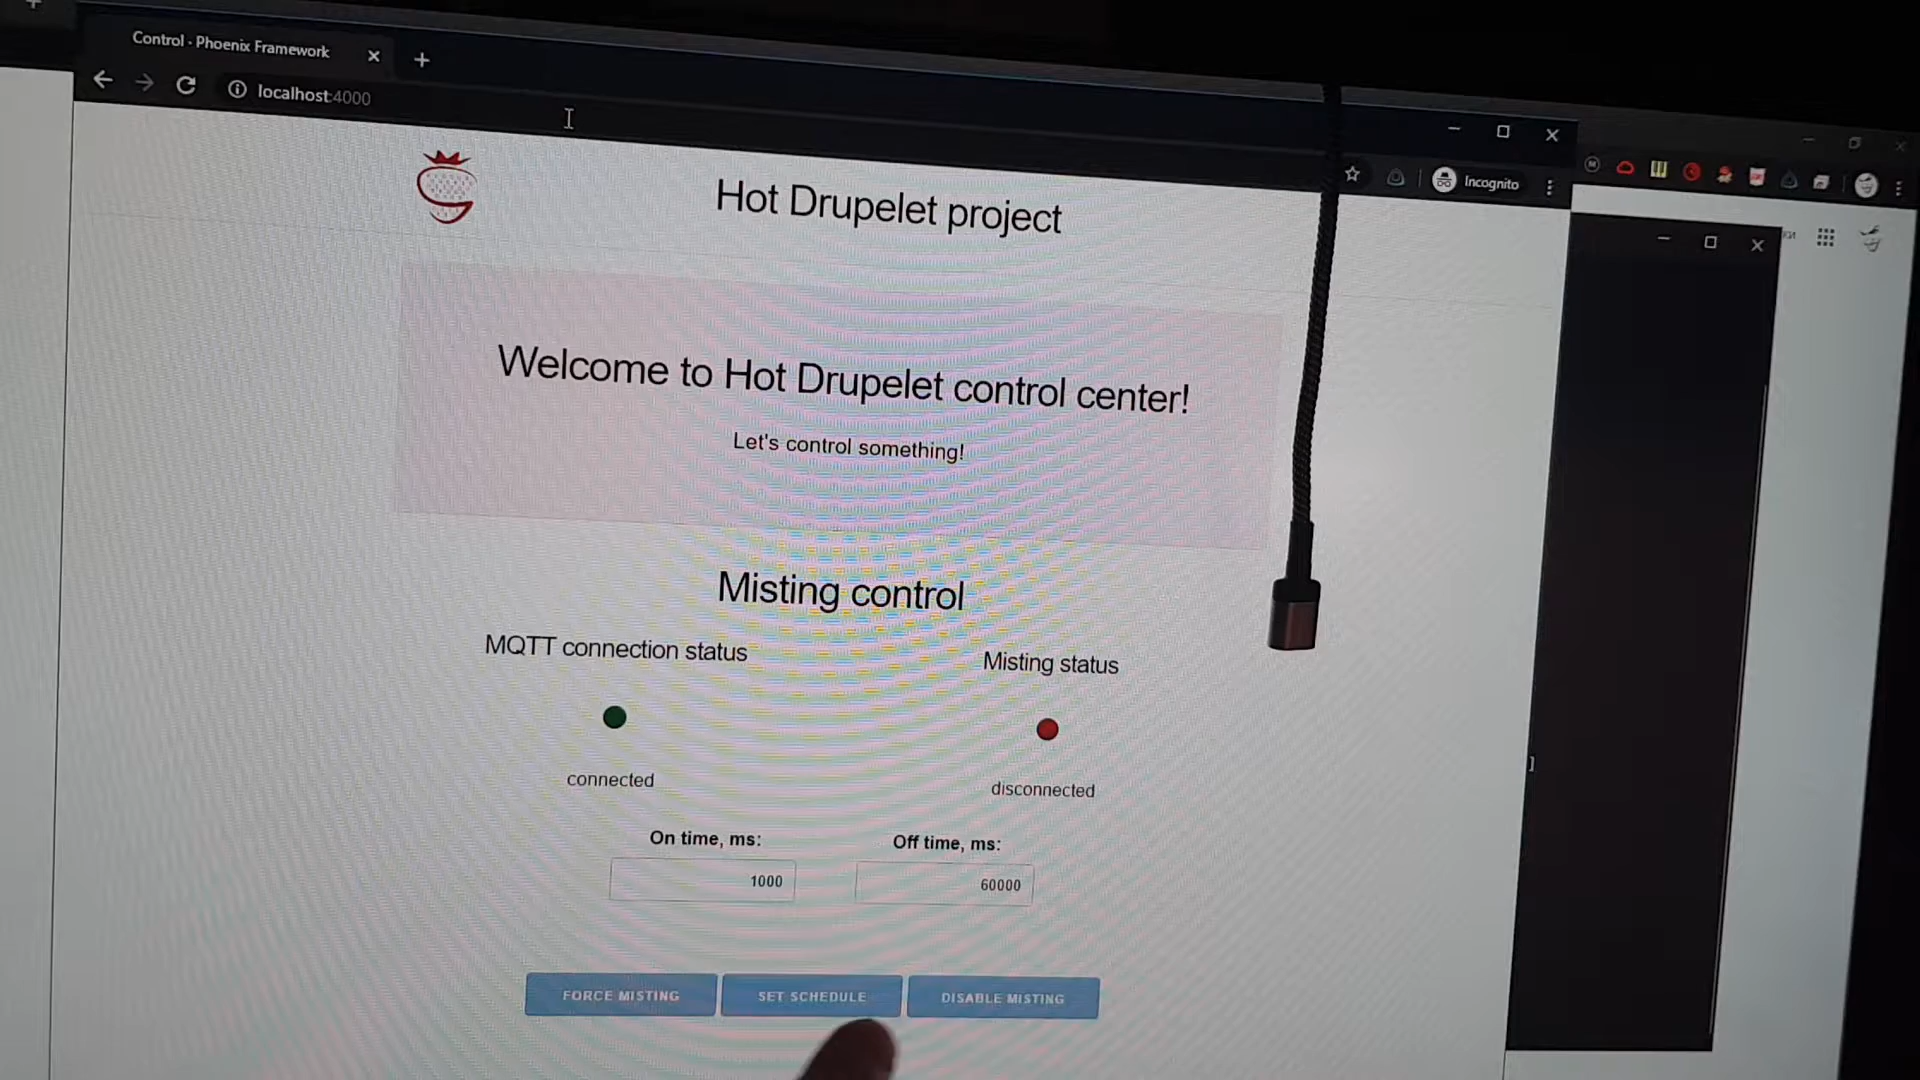 Control - Phoenix Framework
localhost:4000
Incognito
Hot Drupelet project
Welcome to Hot Drupelet control center!
Let's control something!
Misting control
MQTT connection status
Misting status
connected
disconnected
On time, ms:
Off time, ms:
1000
60000
FORCE MISTING
SET SCHEDULE
DISABLE MISTING
]